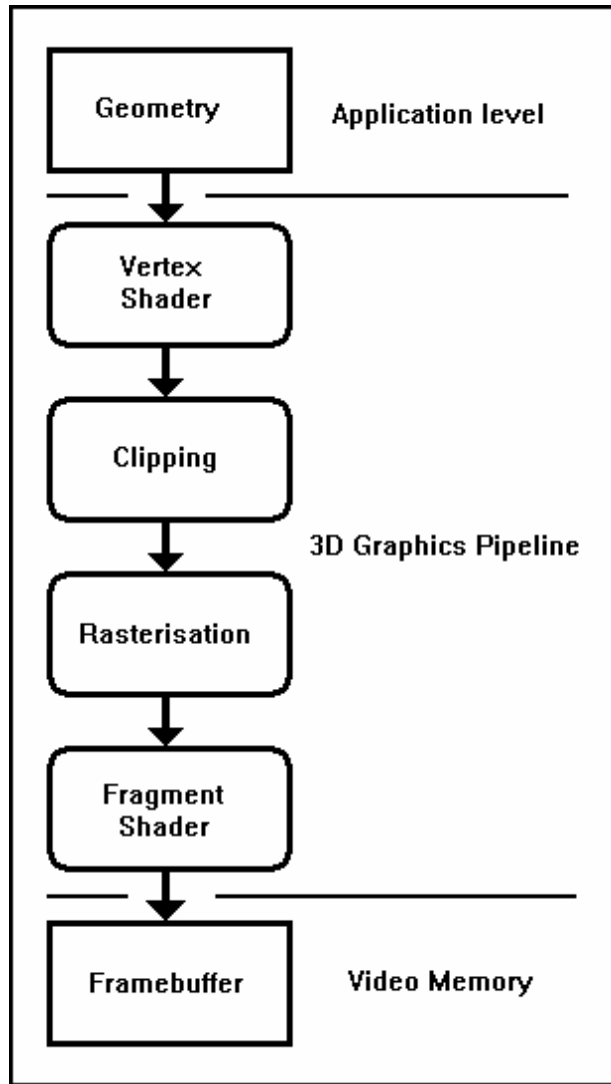 Geometry
Application level
Vertex
Shader
Clipping
3D Graphics Pipeline
Rasterisation
Fragment
Shader
Framebuffer
Video Memory